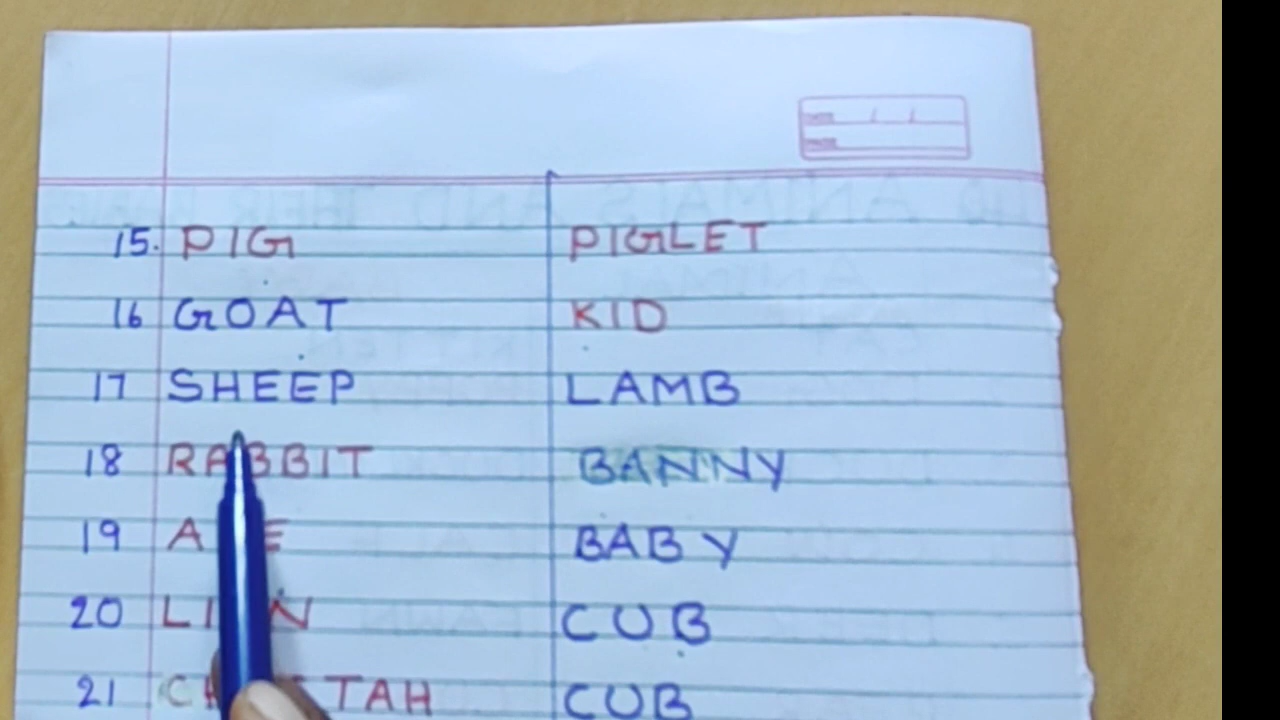 15. PIG PIGLET
16 GOAT KID
17 SHEEP LAMB
18 RABBIT BANNY
19 BABY
20 CUB
21 CUB